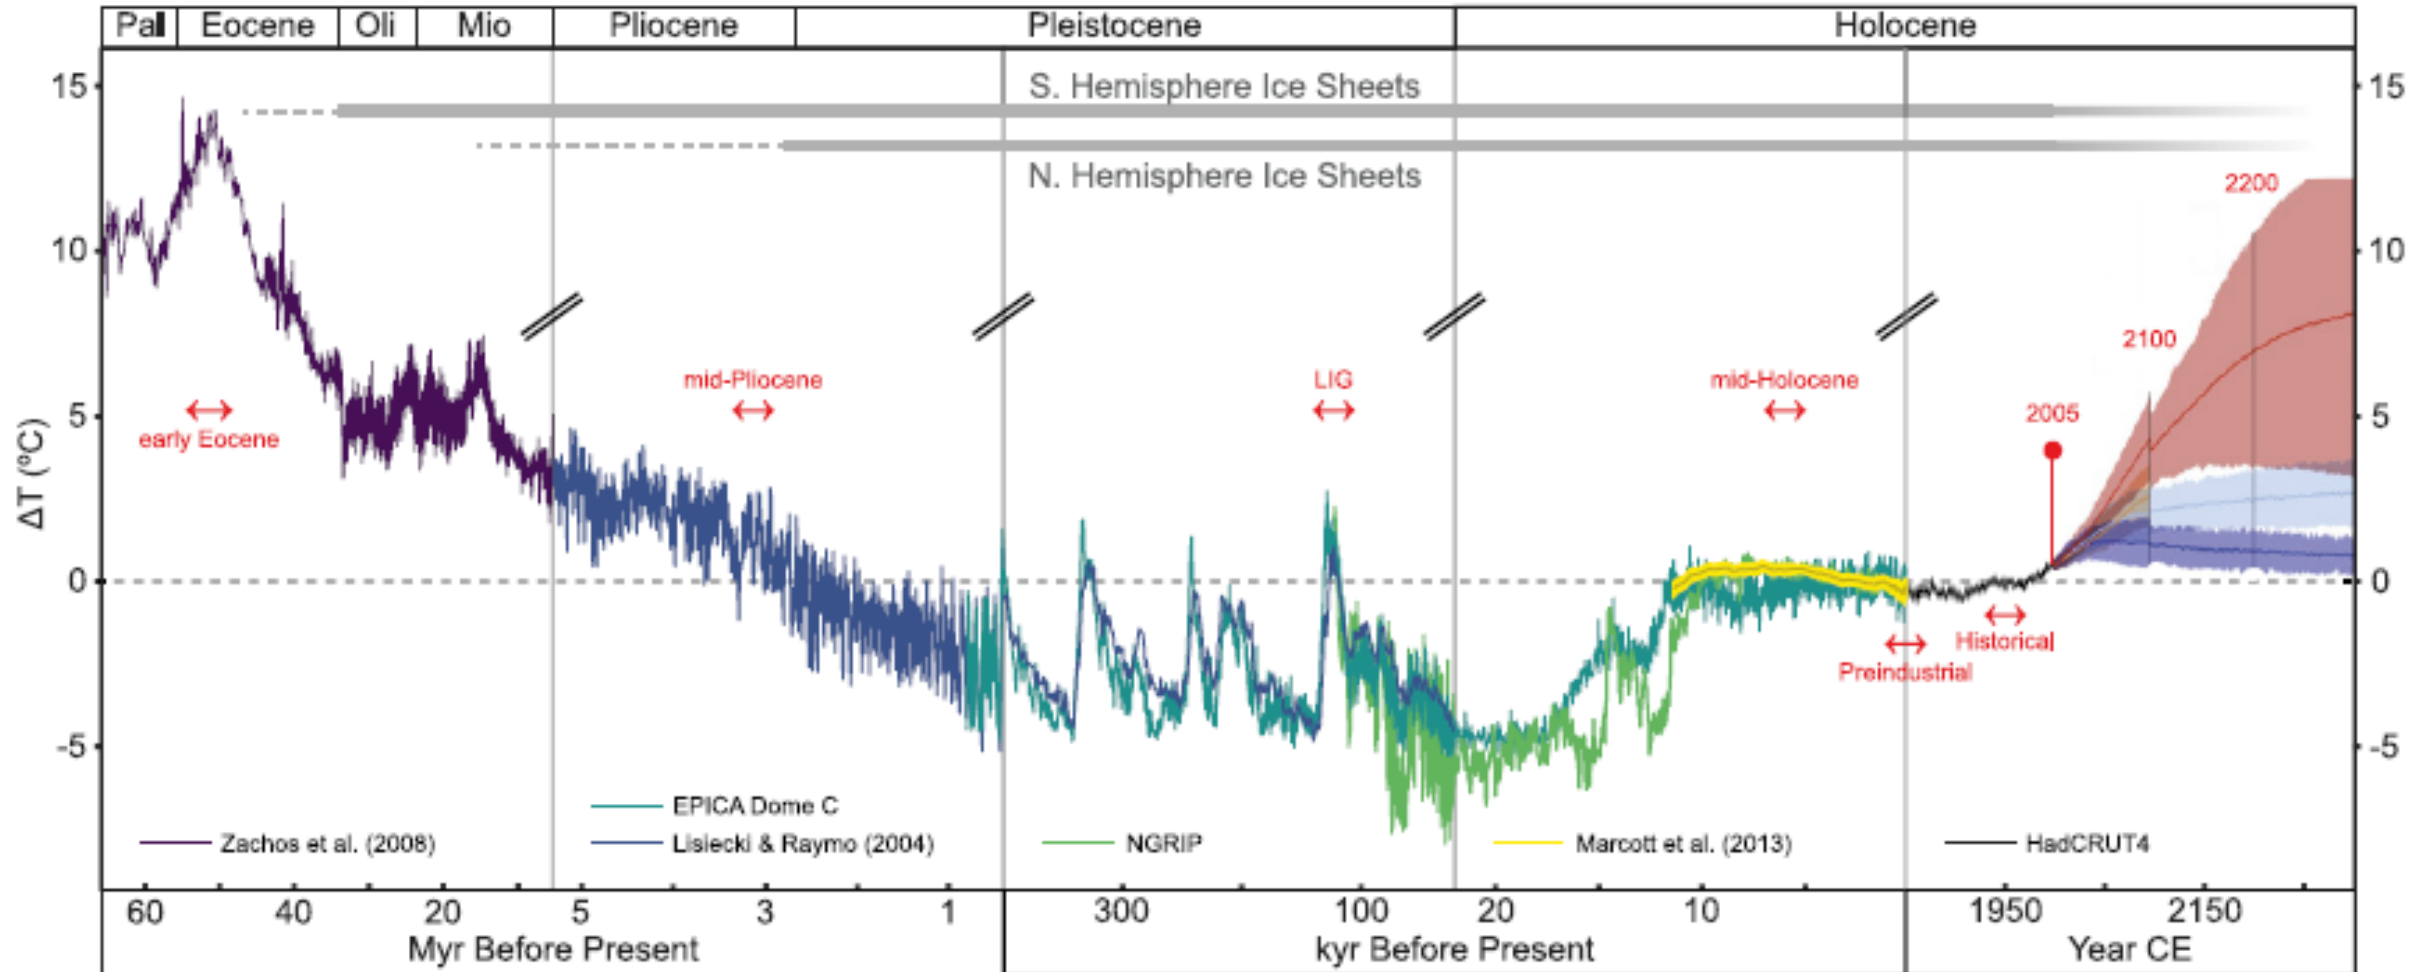 Pal Eocene Oli Mio Pliocene Pleistocene Holocene
15 S. Hemisphere Ice Sheets 15
N. Hemisphere Ice Sheets
2200
10 10
2100
mid-Pliocene LIG mid-Holocene
5 2005 5
early Eocene
ΔT (ºC)
0 0
Historical
Preindustrial
-5 -5
EPICA Dome C
Zachos et al. (2008) Lisiecki & Raymo (2004) NGRIP Marcott et al. (2013) HadCRUT4
60 40 20 5 3 1 300 100 20 10 1950 2150
Myr Before Present kyr Before Present Year CE